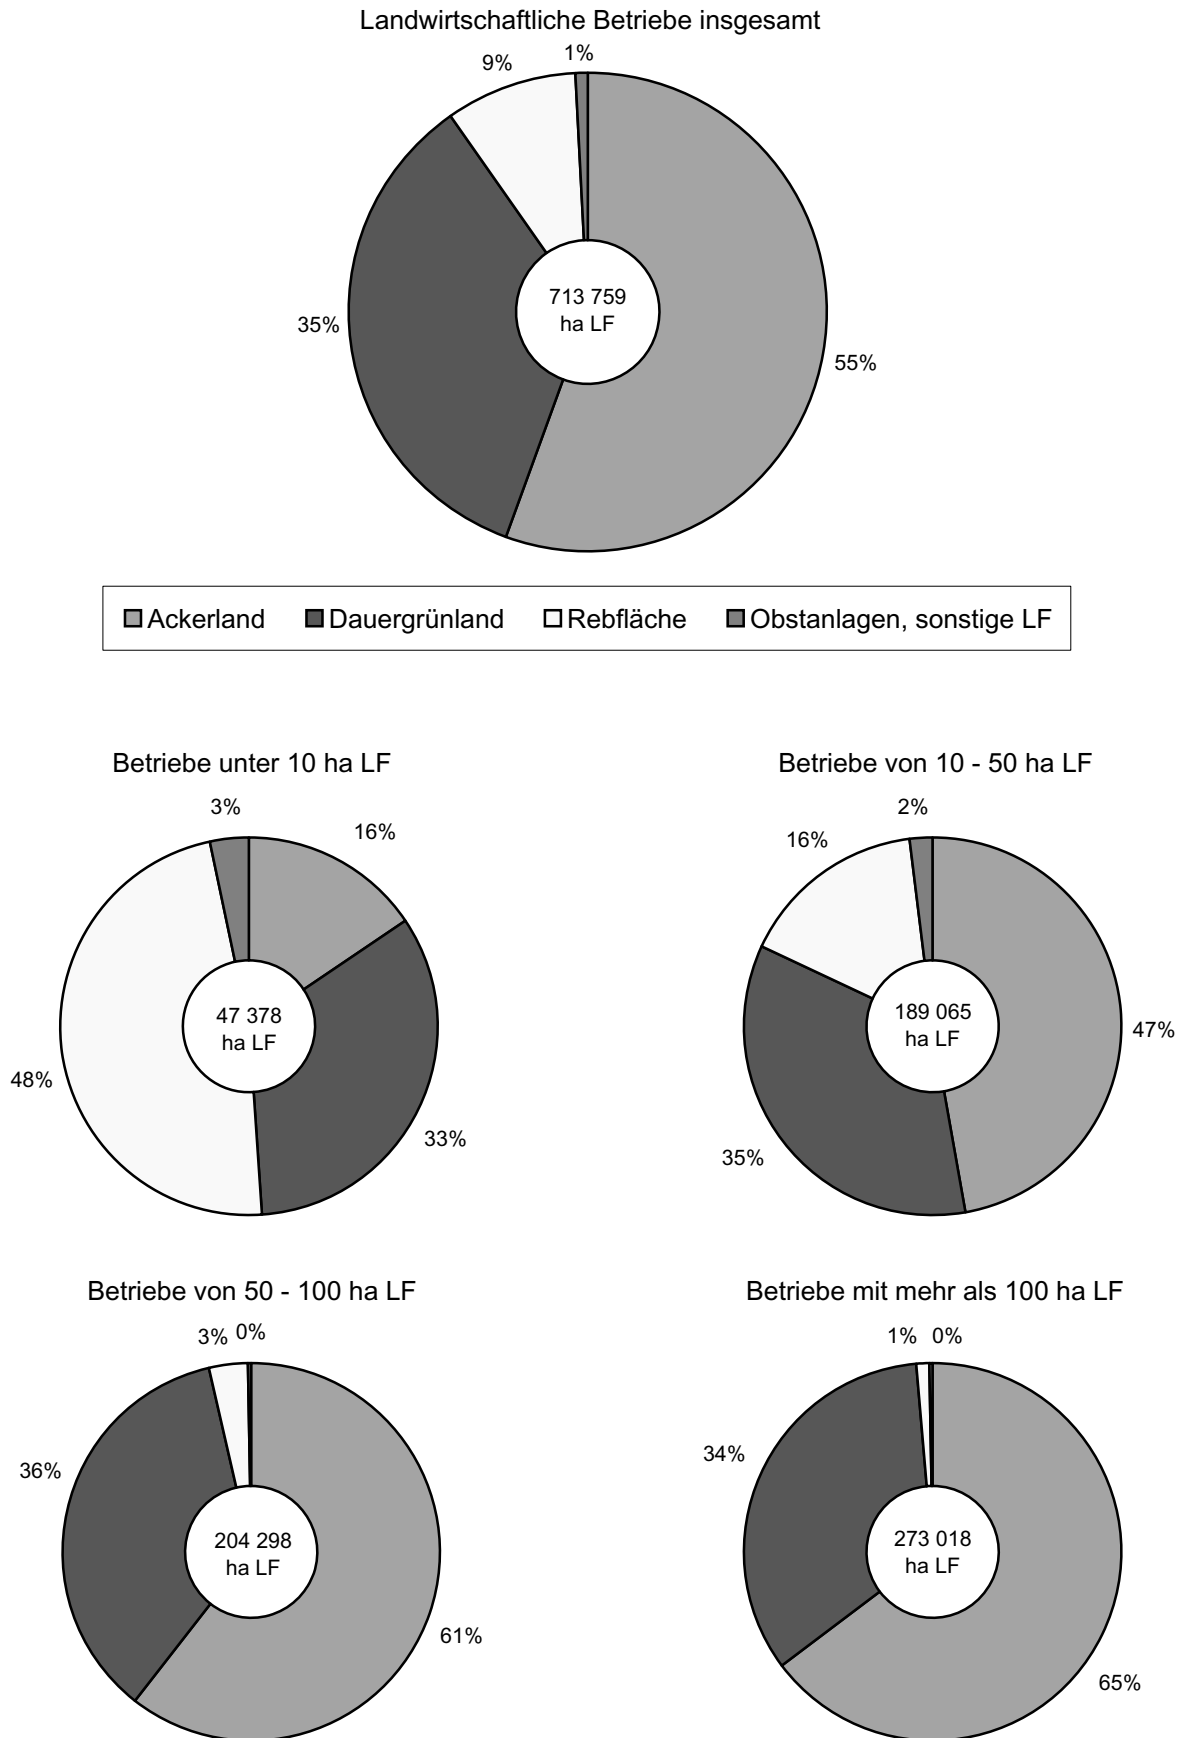 Landwirtschaftliche Betriebe insgesamt
9%
1%
713 759
ha LF
35%
55%
Ackerland Dauergrünland Rebfläche Obstanlagen, sonstige LF
Betriebe unter 10 ha LF
3%
16%
47 378
ha LF
48%
33%
Betriebe von 10 - 50 ha LF
2%
16%
189 065
ha LF
47%
35%
Betriebe von 50 - 100 ha LF
3% 0%
36%
204 298
ha LF
61%
Betriebe mit mehr als 100 ha LF
1% 0%
34%
273 018
ha LF
65%